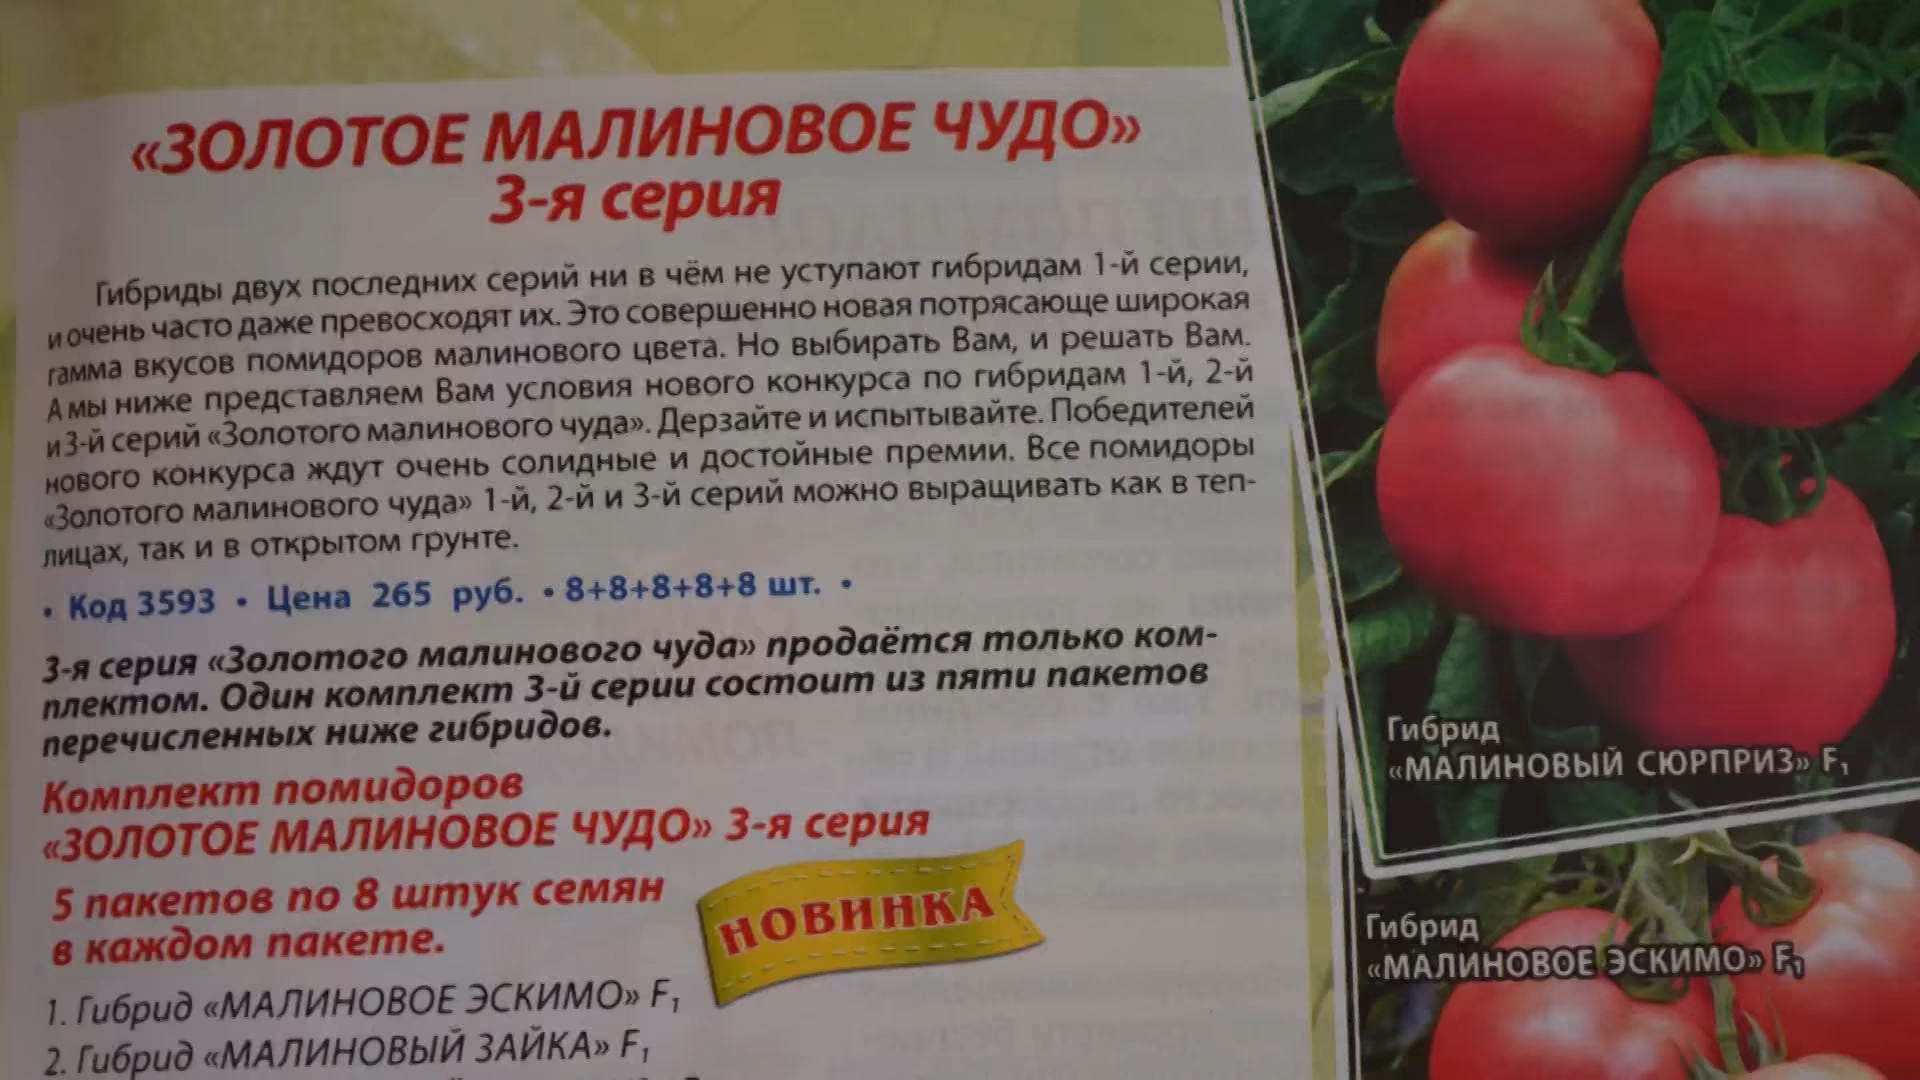 «ЗОЛОТОЕ МАЛИНОВОЕ ЧУДО»
3-я серия
Гибриды двух последних серий ни в чём не уступают гибридам 1-й серии,
и очень часто даже превосходят их. Это совершенно новая потрясающе широкая
гамма вкусов помидоров малинового цвета. Но выбирать Вам, и решать Вам.
А мы ниже представляем Вам условия нового конкурса по гибридам 1-й, 2-й
и 3-й серий «Золотого малинового чуда». Дерзайте и испытывайте. Победителей
нового конкурса ждут очень солидные и достойные премии. Все помидоры
«Золотого малинового чуда» 1-й, 2-й и 3-й серий можно выращивать как в теп-
лицах, так и в открытом грунте.
• Код 3593 • Цена 265 руб. • 8+8+8+8+8 шт. •
3-я серия «Золотого малинового чуда» продаётся только ком-
плектом. Один комплект 3-й серии состоит из пяти пакетов
перечисленных ниже гибридов.
Комплект помидоров
«ЗОЛОТОЕ МАЛИНОВОЕ ЧУДО» 3-я серия
5 пакетов по 8 штук семян
в каждом пакете.
НОВИНКА
1. Гибрид «МАЛИНОВОЕ ЭСКИМО» F₁
2. Гибрид «МАЛИНОВЫЙ ЗАЙКА» F₁
Гибрид
«МАЛИНОВЫЙ СЮРПРИЗ» F₁
Гибрид
«МАЛИНОВОЕ ЭСКИМО» F₁